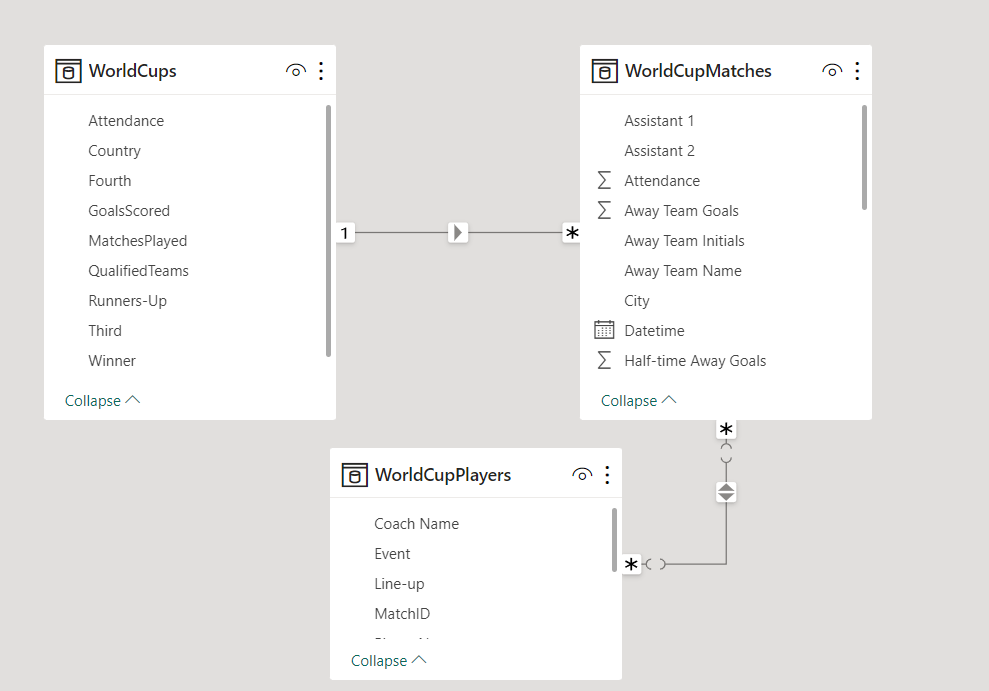 WorldCups
Attendance
Country
Fourth
GoalsScored
MatchesPlayed
QualifiedTeams
Runners-Up
Third
Winner
Collapse
1
*
WorldCupMatches
Assistant 1
Assistant 2
Attendance
Away Team Goals
Away Team Initials
Away Team Name
City
Datetime
Half-time Away Goals
Collapse
*
WorldCupPlayers
Coach Name
Event
Line-up
MatchID
Collapse
*